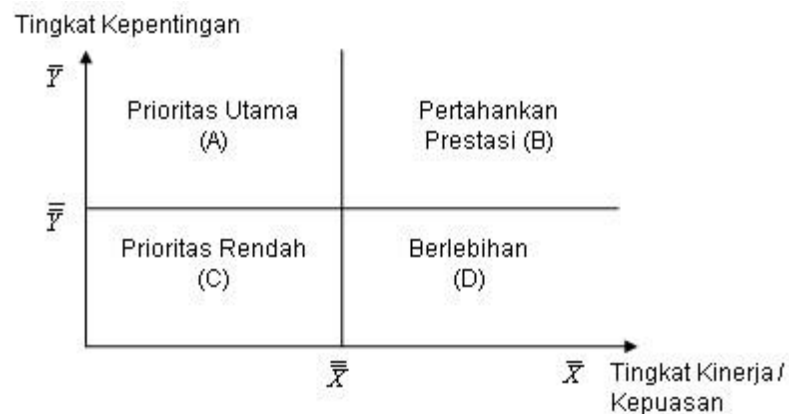 Tingkat Kepentingan
Y̿
Prioritas Utama
(A)
Pertahankan
Prestasi (B)
Y̿̄
Prioritas Rendah
(C)
Berlebihan
(D)
X̿̄
X̿
Tingkat Kinerja /
Kepuasan